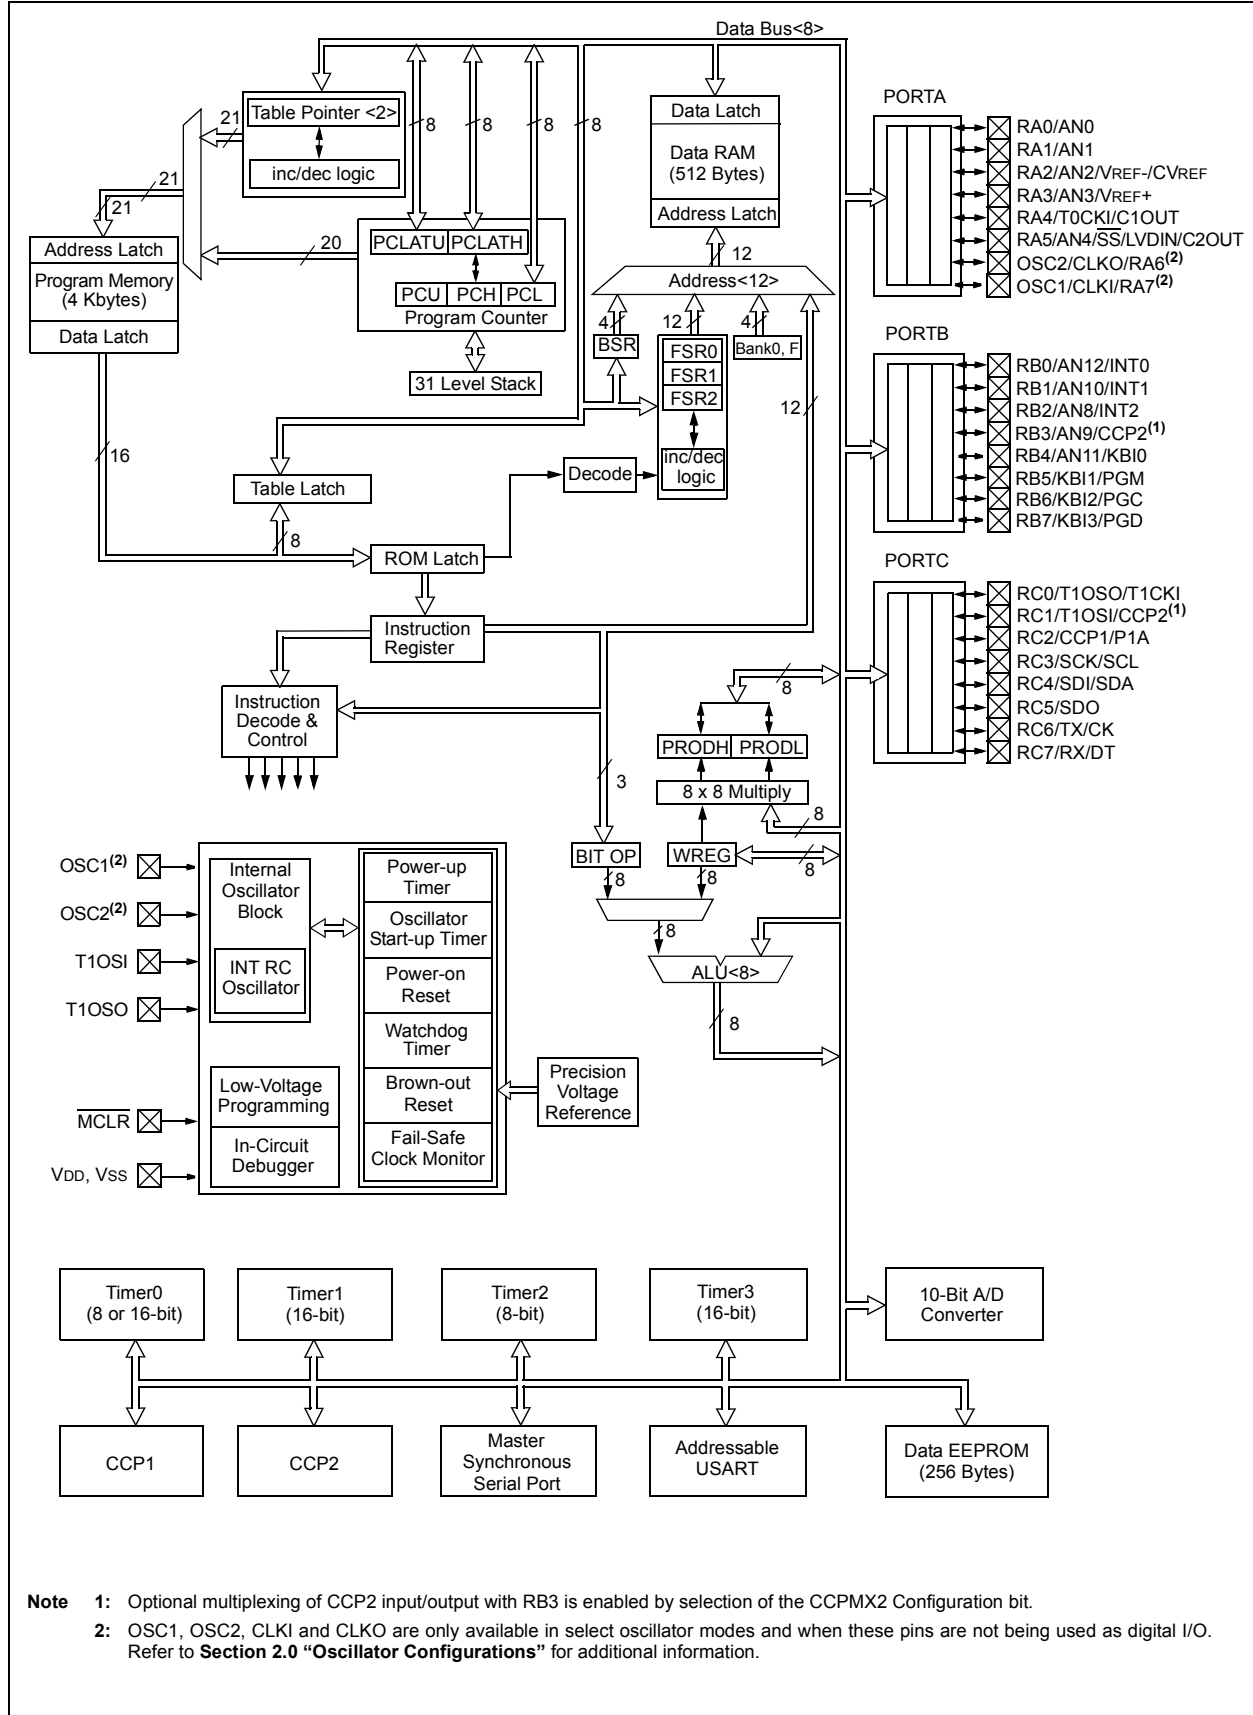 Data Bus<8>
Table Pointer <2>
inc/dec logic
21
21
21
20
8
8
8
8
Address Latch
Program Memory
(4 Kbytes)
Data Latch
PCLATU
PCLATH
PCU
PCH
PCL
Program Counter
31 Level Stack
Data Latch
Data RAM
(512 Bytes)
Address Latch
12
Address<12>
4
12
4
BSR
FSR0
FSR1
FSR2
inc/dec
logic
Bank0, F
12
16
Table Latch
8
Decode
ROM Latch
Instruction
Register
Instruction
Decode &
Control
8
PRODH
PRODL
8 x 8 Multiply
3
8
BIT OP
WREG
8
8
8
8
ALU<8>
8
PORTA
RA0/AN0
RA1/AN1
RA2/AN2/VREF-/CVREF
RA3/AN3/VREF+
RA4/T0CKI/C1OUT
RA5/AN4/SS/LVDIN/C2OUT
OSC2/CLKO/RA6(2)
OSC1/CLKI/RA7(2)
PORTB
RB0/AN12/INT0
RB1/AN10/INT1
RB2/AN8/INT2
RB3/AN9/CCP2(1)
RB4/AN11/KBI0
RB5/KBI1/PGM
RB6/KBI2/PGC
RB7/KBI3/PGD
PORTC
RC0/T1OSO/T1CKI
RC1/T1OSI/CCP2(1)
RC2/CCP1/P1A
RC3/SCK/SCL
RC4/SDI/SDA
RC5/SDO
RC6/TX/CK
RC7/RX/DT
OSC1(2)
OSC2(2)
T1OSI
T1OSO
MCLR
VDD, VSS
Internal
Oscillator
Block
INT RC
Oscillator
Low-Voltage
Programming
In-Circuit
Debugger
Power-up
Timer
Oscillator
Start-up Timer
Power-on
Reset
Watchdog
Timer
Brown-out
Reset
Fail-Safe
Clock Monitor
Precision
Voltage
Reference
Timer0
(8 or 16-bit)
Timer1
(16-bit)
Timer2
(8-bit)
Timer3
(16-bit)
10-Bit A/D
Converter
CCP1
CCP2
Master
Synchronous
Serial Port
Addressable
USART
Data EEPROM
(256 Bytes)
Note 1: Optional multiplexing of CCP2 input/output with RB3 is enabled by selection of the CCPMX2 Configuration bit.
2: OSC1, OSC2, CLKI and CLKO are only available in select oscillator modes and when these pins are not being used as digital I/O.
Refer to Section 2.0 “Oscillator Configurations” for additional information.